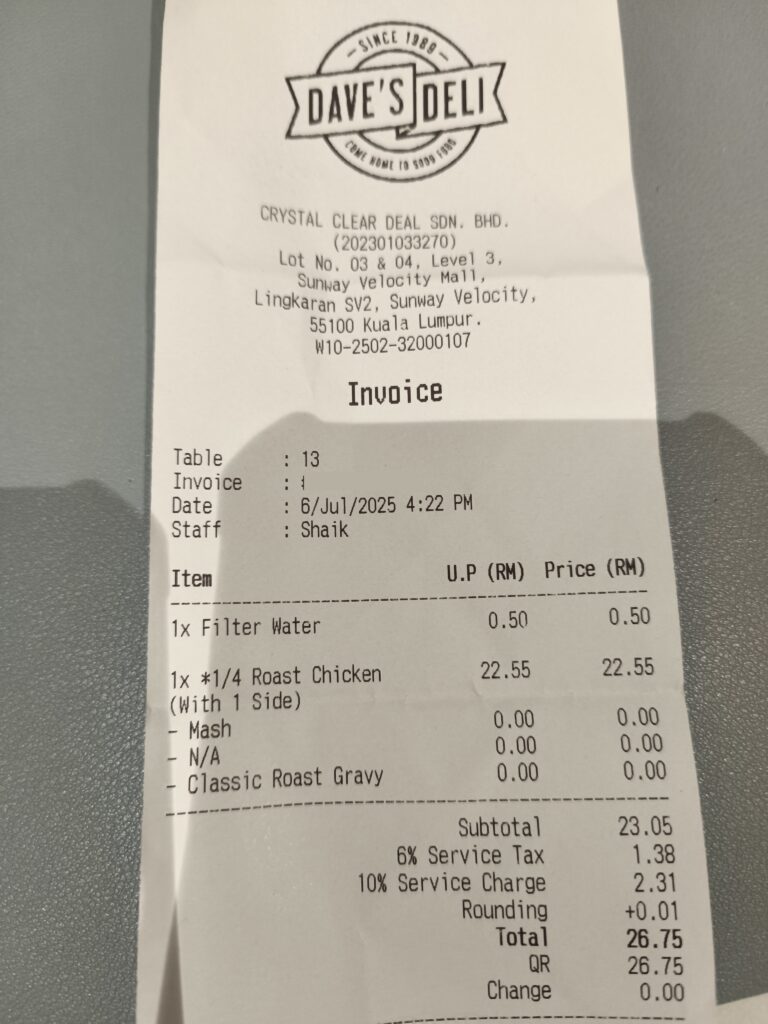 SINCE 1989
DAVE'S DELI
COME HOME TO GOOD FOOD
CRYSTAL CLEAR DEAL SDN. BHD.
(202301033270)
Lot No. 03 & 04, Level 3,
Sunway Velocity Mall,
Lingkaran SV2, Sunway Velocity,
55100 Kuala Lumpur.
W10-2502-32000107
Invoice
Table : 13
Invoice :
Date : 6/Jul/2025 4:22 PM
Staff : Shaik
Item U.P (RM) Price (RM)
1x Filter Water 0.50 0.50
1x *1/4 Roast Chicken 22.55 22.55
(With 1 Side)
- Mash 0.00 0.00
- N/A 0.00 0.00
- Classic Roast Gravy 0.00 0.00
Subtotal 23.05
6% Service Tax 1.38
10% Service Charge 2.31
Rounding +0.01
Total 26.75
QR 26.75
Change 0.00